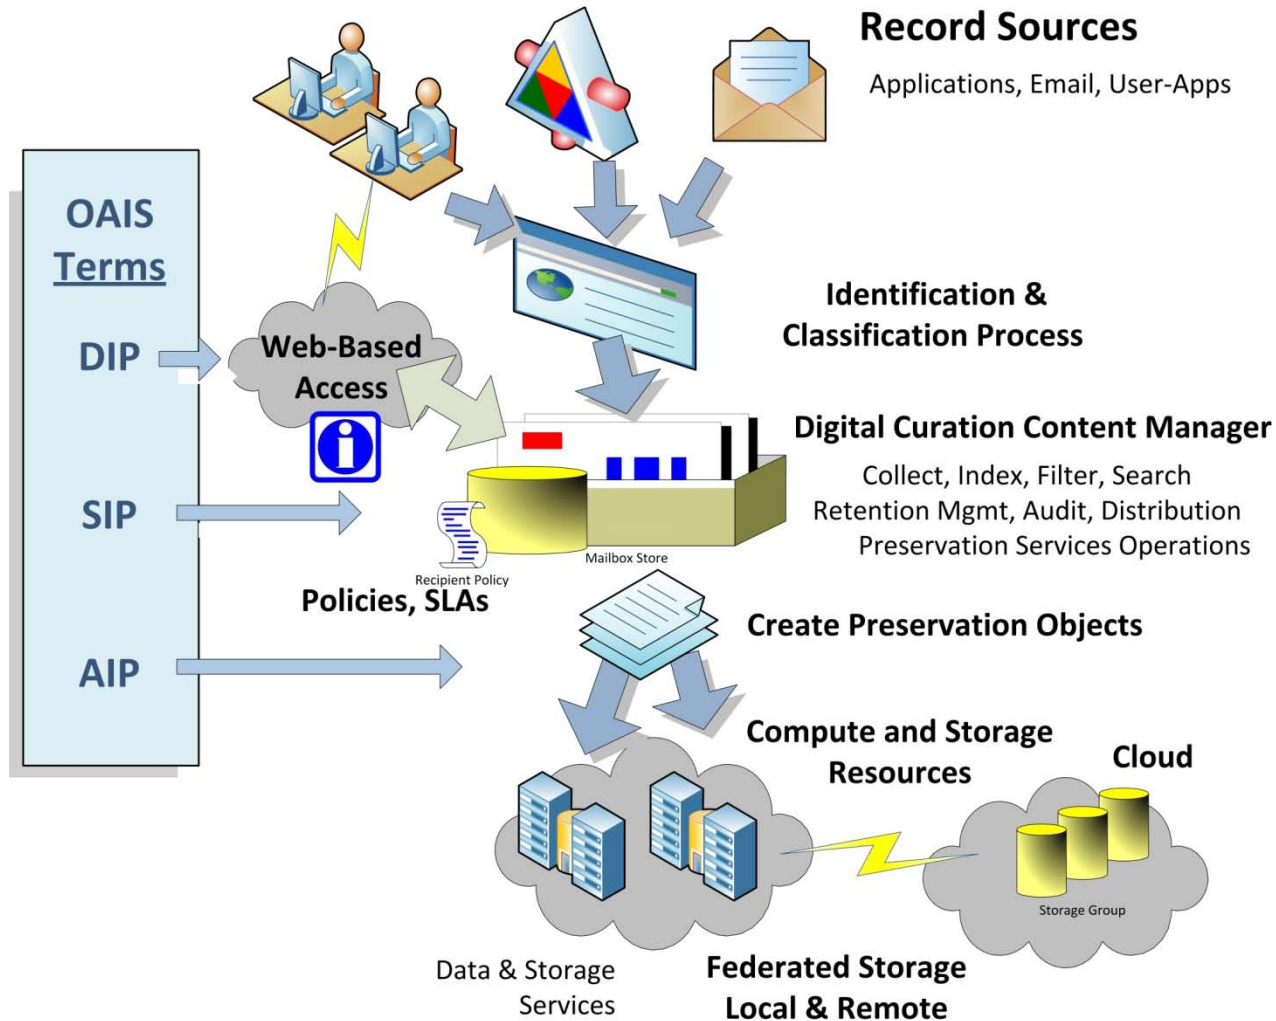 Record Sources
Applications, Email, User-Apps
OAIS
Terms
DIP
SIP
AIP
Web-Based
Access
i
Identification &
Classification Process
Digital Curation Content Manager
Collect, Index, Filter, Search
Retention Mgmt, Audit, Distribution
Preservation Services Operations
Mailbox Store
Recipient Policy
Policies, SLAs
Create Preservation Objects
Compute and Storage
Resources
Cloud
Storage Group
Data & Storage
Services
Federated Storage
Local & Remote